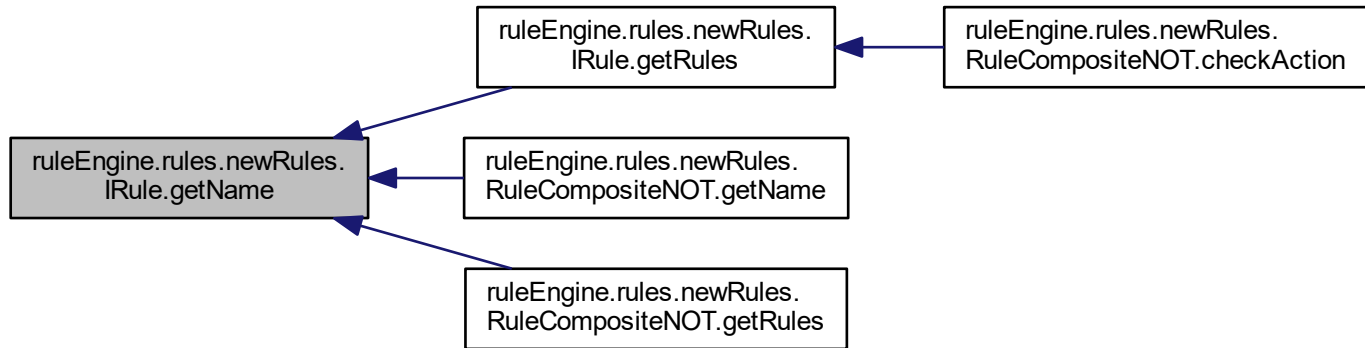 ruleEngine.rules.newRules.
IRule.getName
ruleEngine.rules.newRules.
IRule.getRules
ruleEngine.rules.newRules.
RuleCompositeNOT.checkAction
ruleEngine.rules.newRules.
RuleCompositeNOT.getName
ruleEngine.rules.newRules.
RuleCompositeNOT.getRules